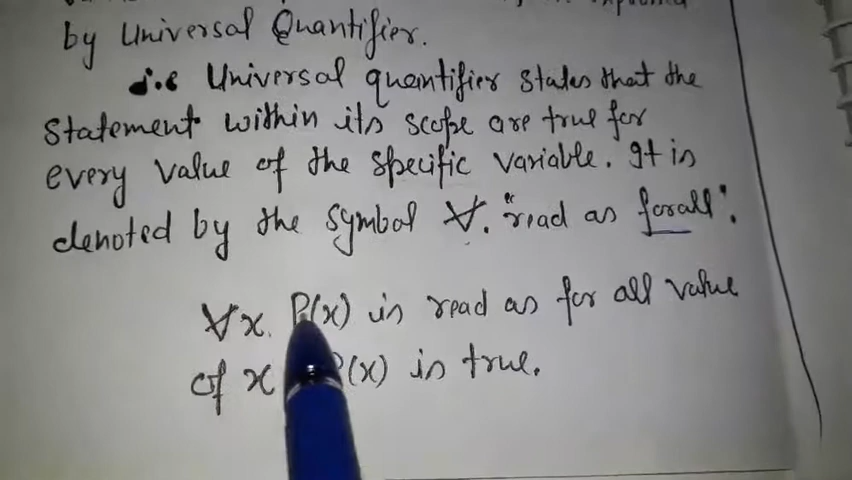 by Universal Quantifier.
i.e Universal quantifier states that the
statement within its scope are true for
every value of the specific variable. It is
denoted by the symbol ∀. "read as forall".
∀x. P(x) is read as for all value
of x P(x) is true.